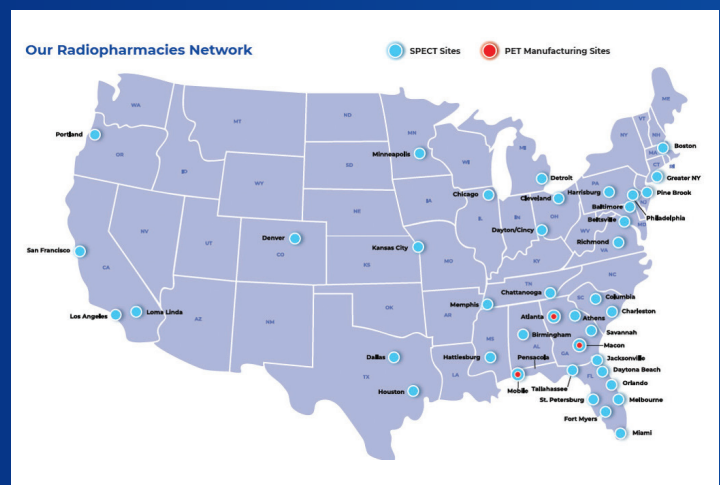 Our Radiopharmacies Network
SPECT Sites
PET Manufacturing Sites
WA
MT
ND
MN
ME
VT
NH
NY
MA
CT
RI
Portland
OR
ID
SD
WI
MI
Boston
Minneapolis
WY
Greater NY
Detroit
Harrisburg
PA
Pine Brook
Chicago
Cleveland
NJ
IA
NE
Baltimore
Philadelphia
NV
UT
IL
IN
OH
Beltsville
MD
Dayton/Cincy
WV
Denver
CO
Kansas City
Richmond
VA
San Francisco
CA
KS
MO
KY
NC
TN
Chattanooga
Los Angeles
Loma Linda
AZ
NM
OK
AR
Memphis
SC
Columbia
Atlanta
Athens
Charleston
Birmingham
Savannah
MS
AL
GA
Macon
Dallas
Hattiesburg
Pensacola
Jacksonville
TX
LA
Daytona Beach
FL
Houston
Mobile
Tallahassee
Orlando
St. Petersburg
Melbourne
Fort Myers
Miami